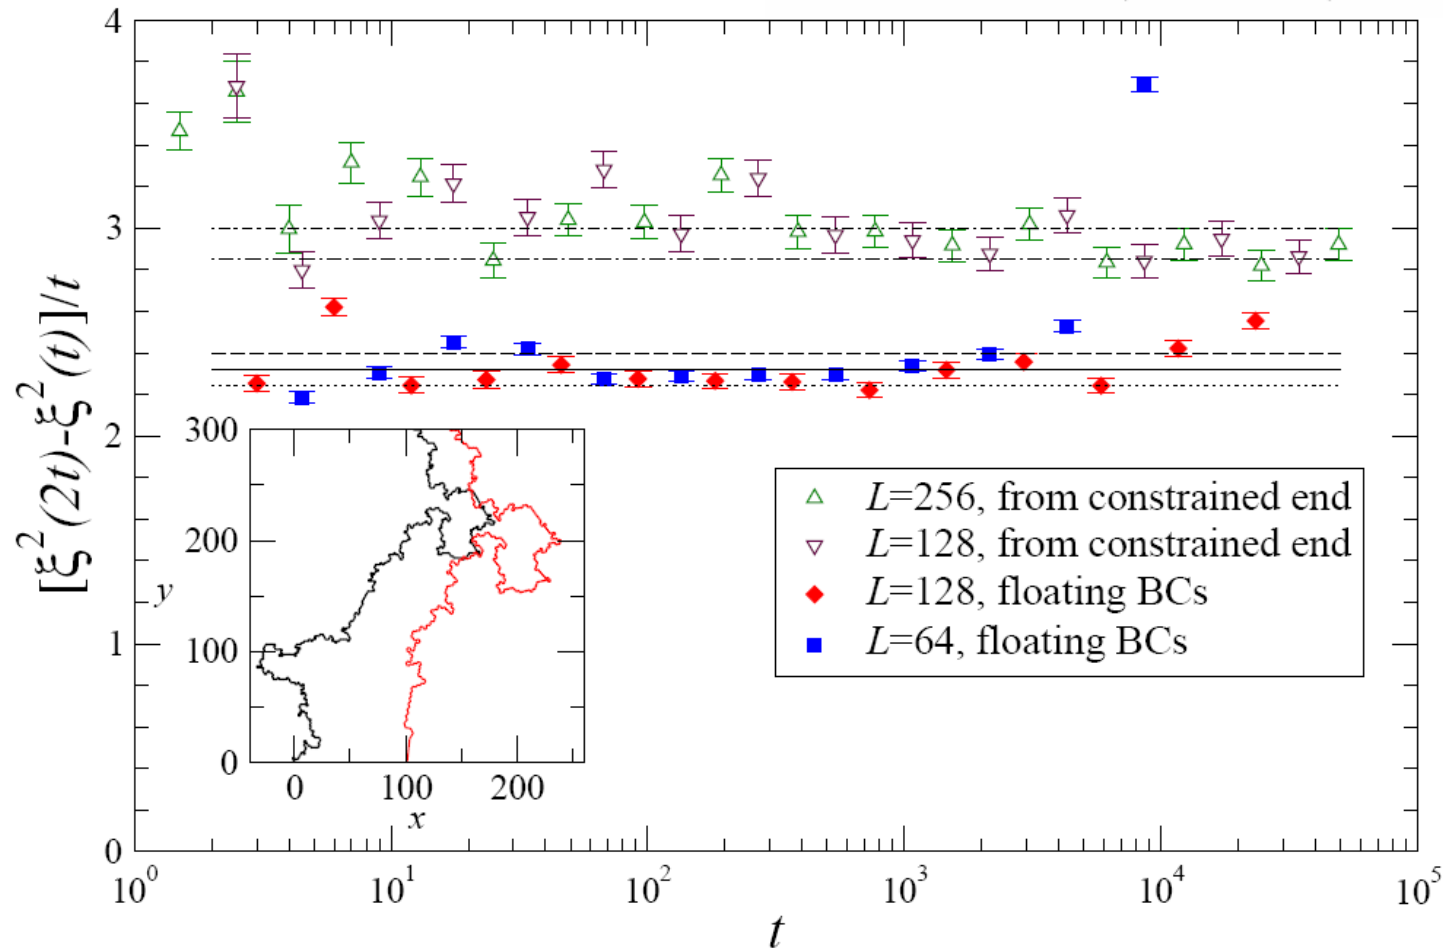 4
3
2
1
0
[ξ²(2t)-ξ²(t)]/t
10⁰ 10¹ 10² 10³ 10⁴ 10⁵
t
300
200
100
0
y
0 100 200
x
L=256, from constrained end
L=128, from constrained end
L=128, floating BCs
L=64, floating BCs